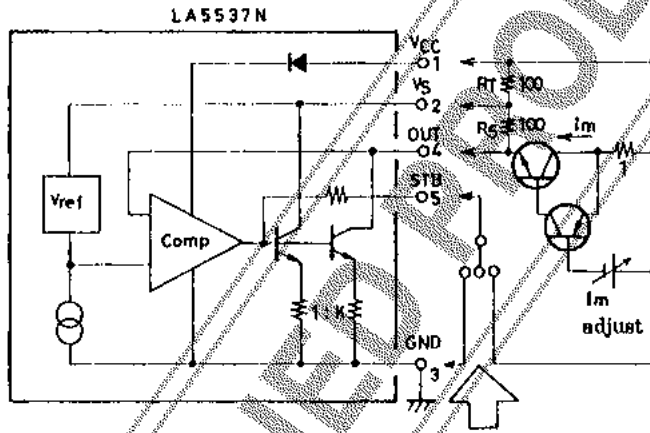 LA5537N
VCC
1
RT 100
VS
2
RS 100
Im
OUT
4
1
STB
5
Vref
Comp
1 : K
Im
adjust
GND
3